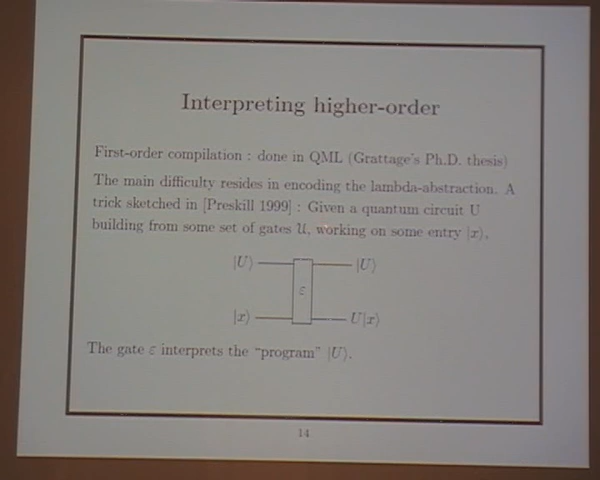 Interpreting higher-order
First-order compilation : done in QML (Grattage's Ph.D. thesis)
The main difficulty resides in encoding the lambda-abstraction. A
trick sketched in [Preskill 1999] : Given a quantum circuit U
building from some set of gates 𝒰, working on some entry |x⟩,
|U⟩ |U⟩
ε
|x⟩ U|x⟩
The gate ε interprets the "program" |U⟩.
14